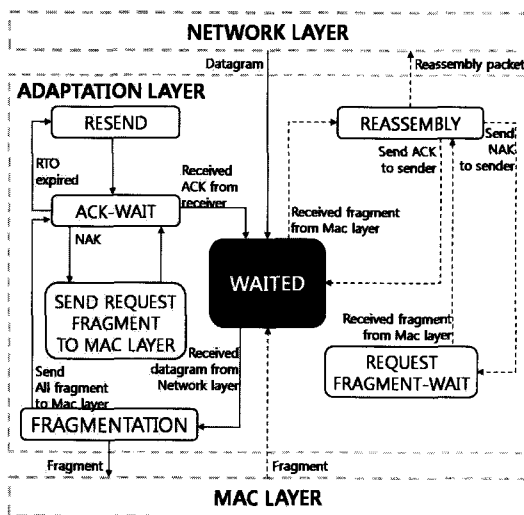 NETWORK LAYER
Datagram
Reassembly packet
ADAPTATION LAYER
RESEND
REASSEMBLY
RTO
expired
Received
ACK from
receiver
Send ACK
to sender
Send
NAK
to sender
ACK-WAIT
NAK
Received fragment
from Mac layer
WAITED
SEND REQUEST
FRAGMENT
TO MAC LAYER
Received fragment
from Mac layer
REQUEST
FRAGMENT-WAIT
Send
All fragment
to Mac layer
Received
datagram from
Network layer
FRAGMENTATION
Fragment
Fragment
MAC LAYER